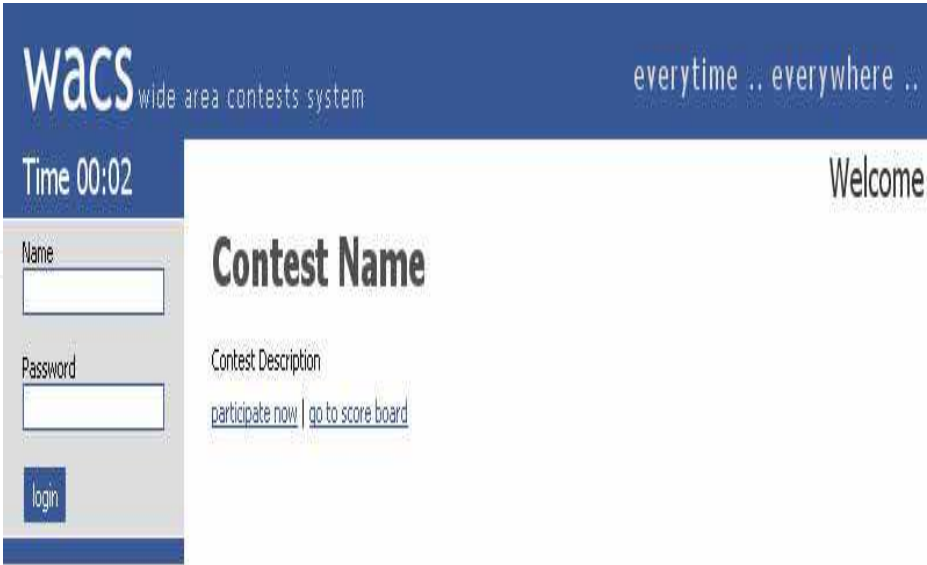 wacs wide area contests system
everytime .. everywhere ..
Time 00:02
Welcome
Name
Password
login
Contest Name
Contest Description
participate now | go to score board